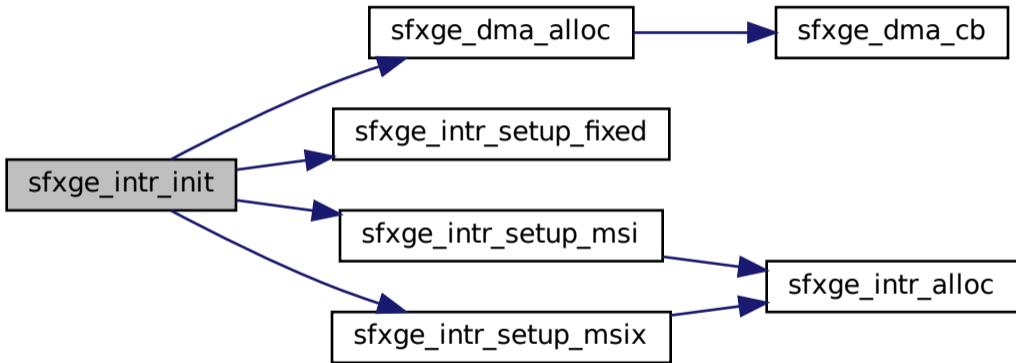 sfxge_dma_alloc
sfxge_dma_cb
sfxge_intr_setup_fixed
sfxge_intr_init
sfxge_intr_setup_msi
sfxge_intr_alloc
sfxge_intr_setup_msix